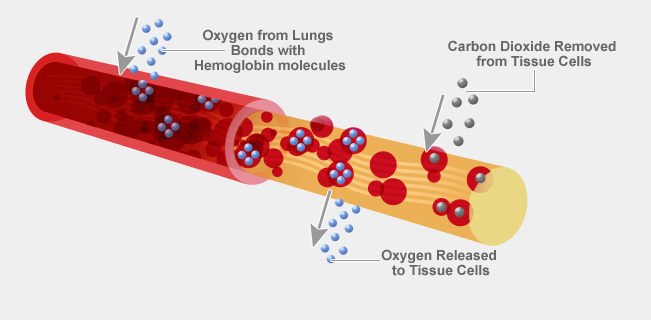 Oxygen from Lungs
Bonds with
Hemoglobin molecules
Carbon Dioxide Removed
from Tissue Cells
Oxygen Released
to Tissue Cells